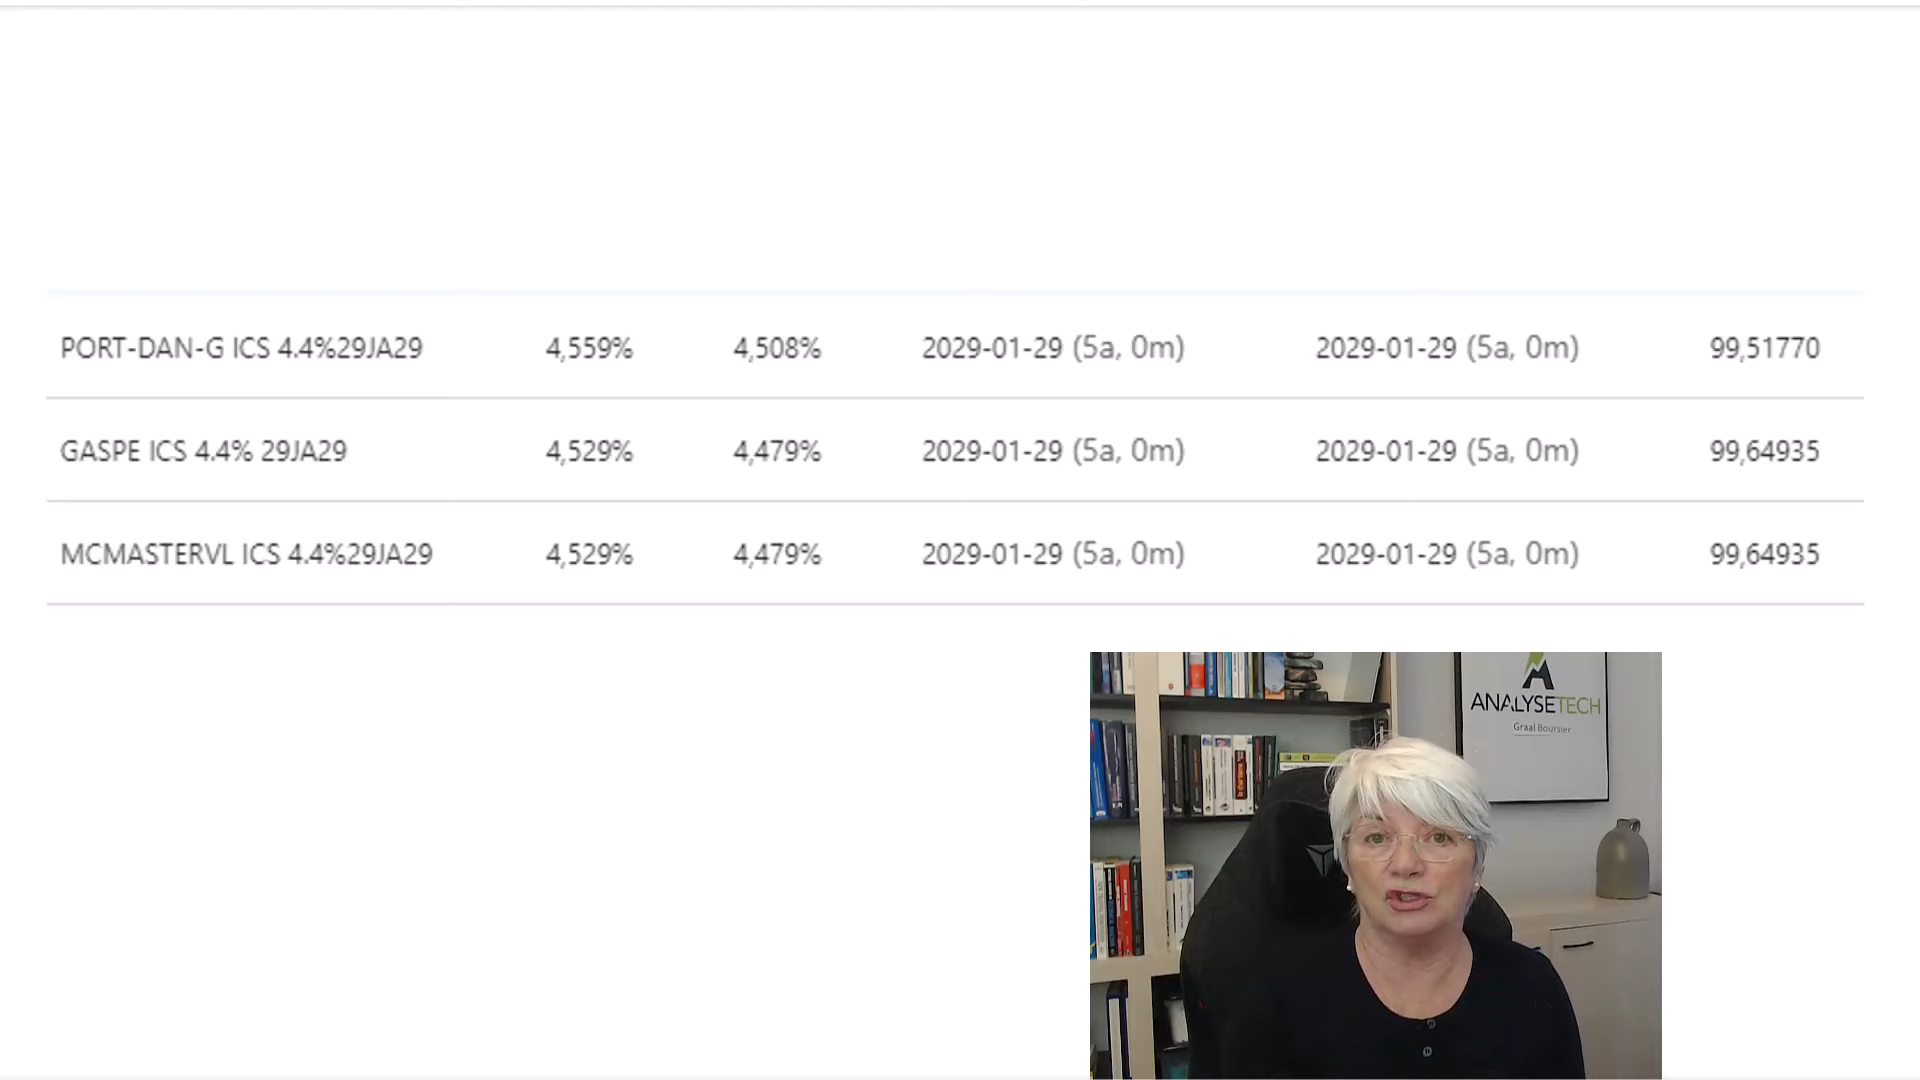 PORT-DAN-G ICS 4.4%29JA29 4,559% 4,508% 2029-01-29 (5a, 0m) 2029-01-29 (5a, 0m) 99,51770
GASPE ICS 4.4% 29JA29 4,529% 4,479% 2029-01-29 (5a, 0m) 2029-01-29 (5a, 0m) 99,64935
MCMASTERVL ICS 4.4%29JA29 4,529% 4,479% 2029-01-29 (5a, 0m) 2029-01-29 (5a, 0m) 99,64935
ANALYSETECH
Graal Boursier